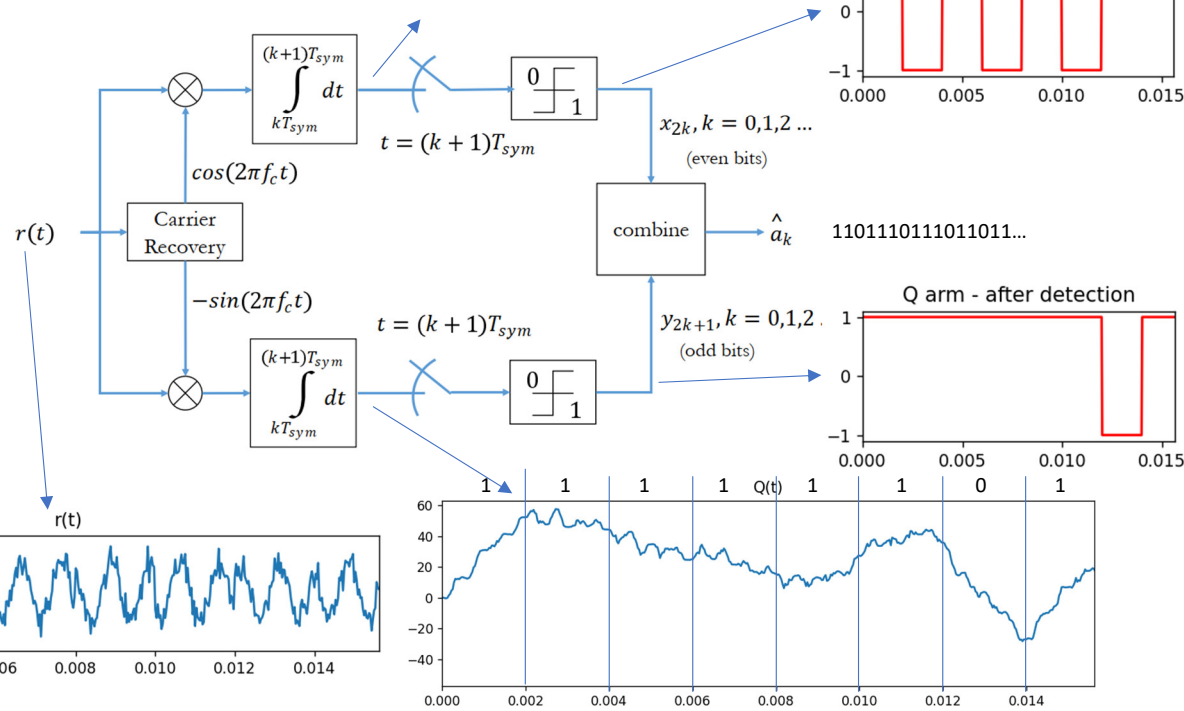 0
−1
0.000 0.005 0.010 0.015
(k+1)T_sym
∫ dt
kT_sym
0
1
t = (k + 1)T_sym
x_2k, k = 0,1,2 ...
(even bits)
cos(2πf_ct)
Carrier
Recovery
r(t)
combine
â_k
1101110111011011...
−sin(2πf_ct)
t = (k + 1)T_sym
y_2k+1, k = 0,1,2 .
(odd bits)
(k+1)T_sym
∫ dt
kT_sym
0
1
Q arm - after detection
1
0
−1
0.000 0.005 0.010 0.015
1 1 1 1 Q(t) 1 1 0 1
60
40
20
0
−20
−40
0.000 0.002 0.004 0.006 0.008 0.010 0.012 0.014
r(t)
06 0.008 0.010 0.012 0.014